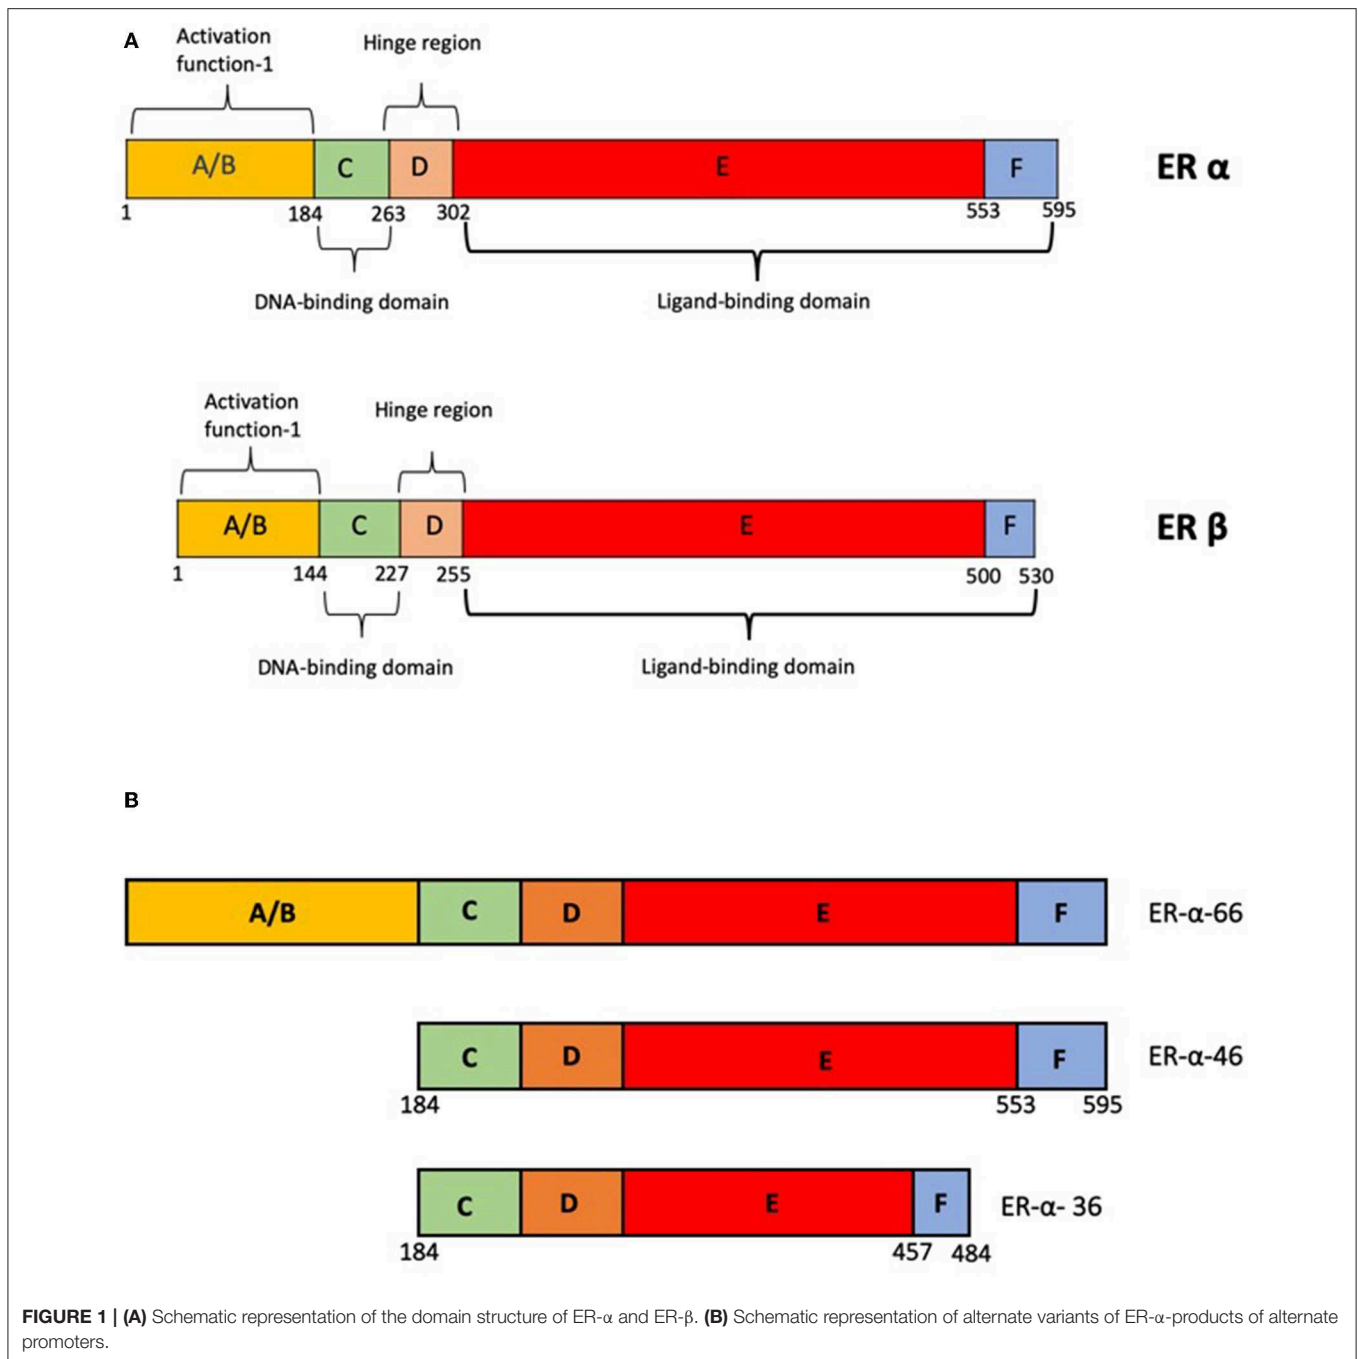 A
Activation
function-1
Hinge region
A/B C D E F
ER α
1 184 263 302 553 595
DNA-binding domain
Ligand-binding domain
Activation
function-1
Hinge region
A/B C D E F
ER β
1 144 227 255 500 530
DNA-binding domain
Ligand-binding domain
B
A/B C D E F ER-α-66
C D E F ER-α-46
184 553 595
C D E F ER-α- 36
184 457 484
FIGURE 1 | (A) Schematic representation of the domain structure of ER-α and ER-β. (B) Schematic representation of alternate variants of ER-α-products of alternate
promoters.